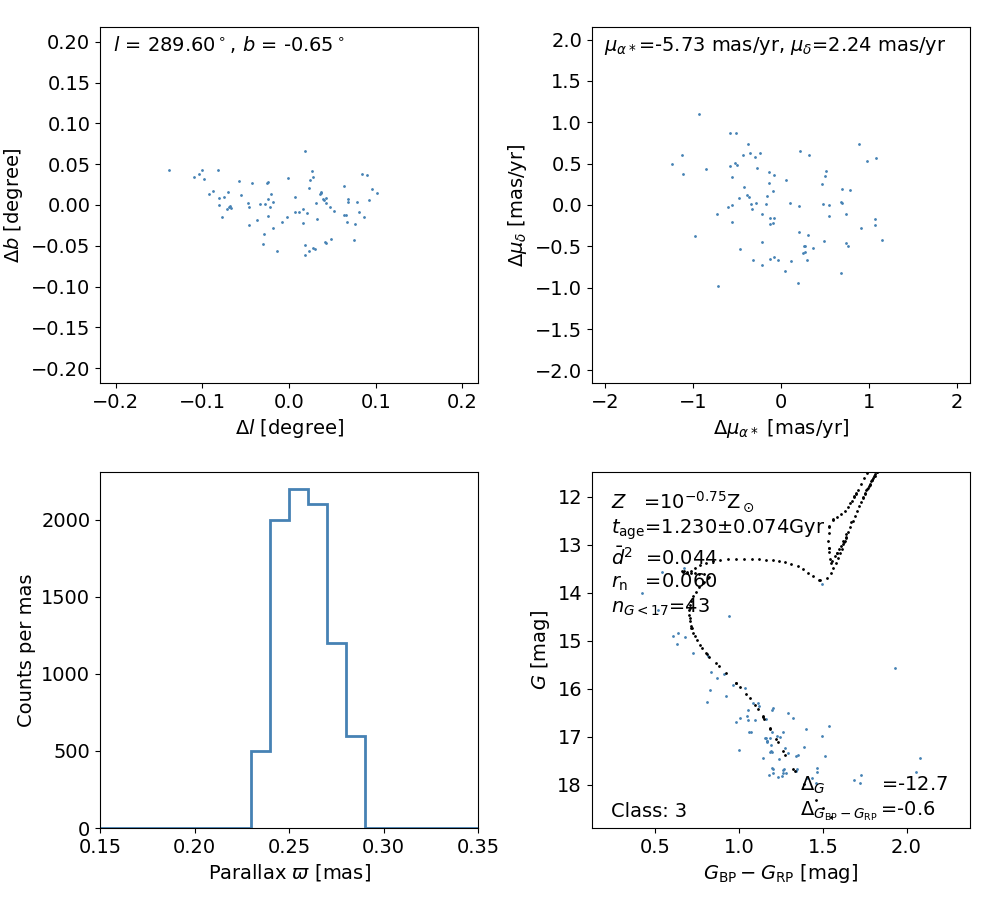 l = 289.60°, b = -0.65°
0.20
0.15
0.10
0.05
0.00
−0.05
−0.10
−0.15
−0.20
−0.2 −0.1 0.0 0.1 0.2
Δb [degree]
Δl [degree]
μα∗=-5.73 mas/yr, μδ=2.24 mas/yr
2.0
1.5
1.0
0.5
0.0
−0.5
−1.0
−1.5
−2.0
−2 −1 0 1 2
Δμδ [mas/yr]
Δμα∗ [mas/yr]
2000
1500
1000
500
0
0.15 0.20 0.25 0.30 0.35
Counts per mas
Parallax ϖ [mas]
Z =10^−0.75 Z⊙
t_age=1.230±0.074Gyr
d̄² =0.044
r_n =0.060
n_G<17=43
12
13
14
15
16
17
18
Δ_G =-12.7
Δ_GBP−GRP =-0.6
Class: 3
0.5 1.0 1.5 2.0
G [mag]
G_BP − G_RP [mag]